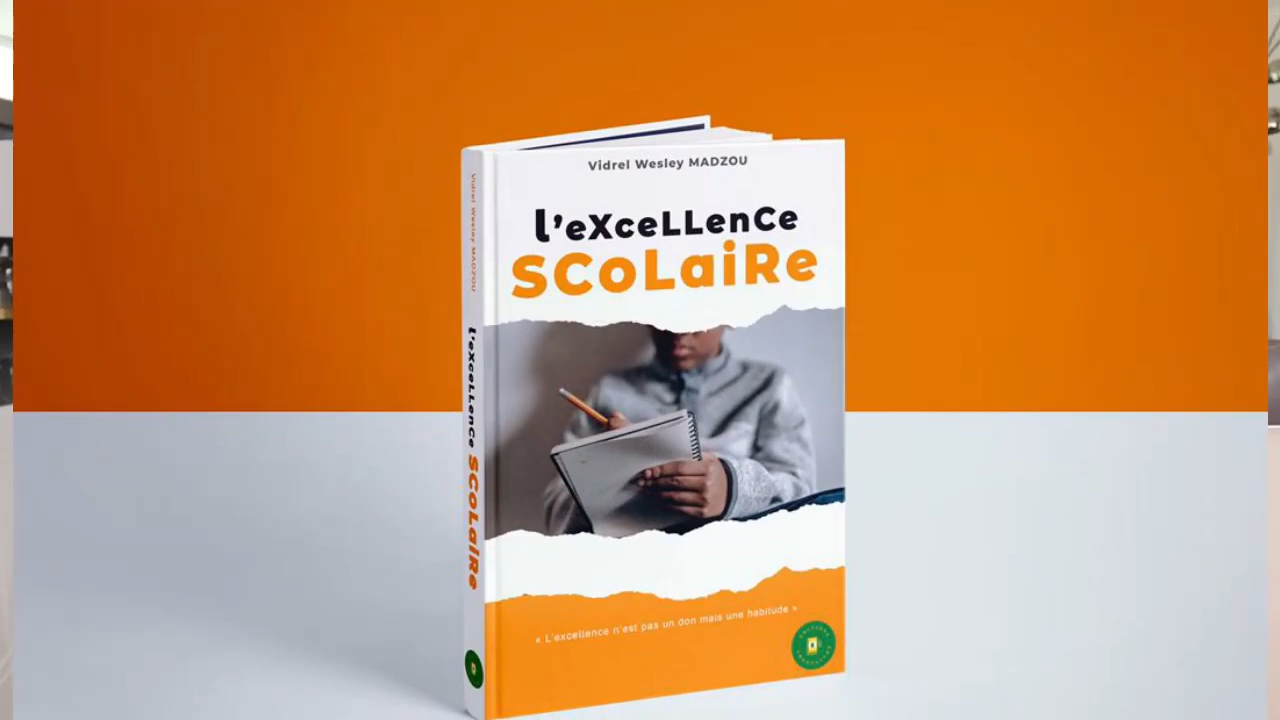 Vidrel Wesley MADZOU
l'eXceLLenCe
SCoLaiRe
« L'excellence n'est pas un don mais une habitude »
Vidrel Wesley MADZOU l'eXceLLenCe SCoLaiRe